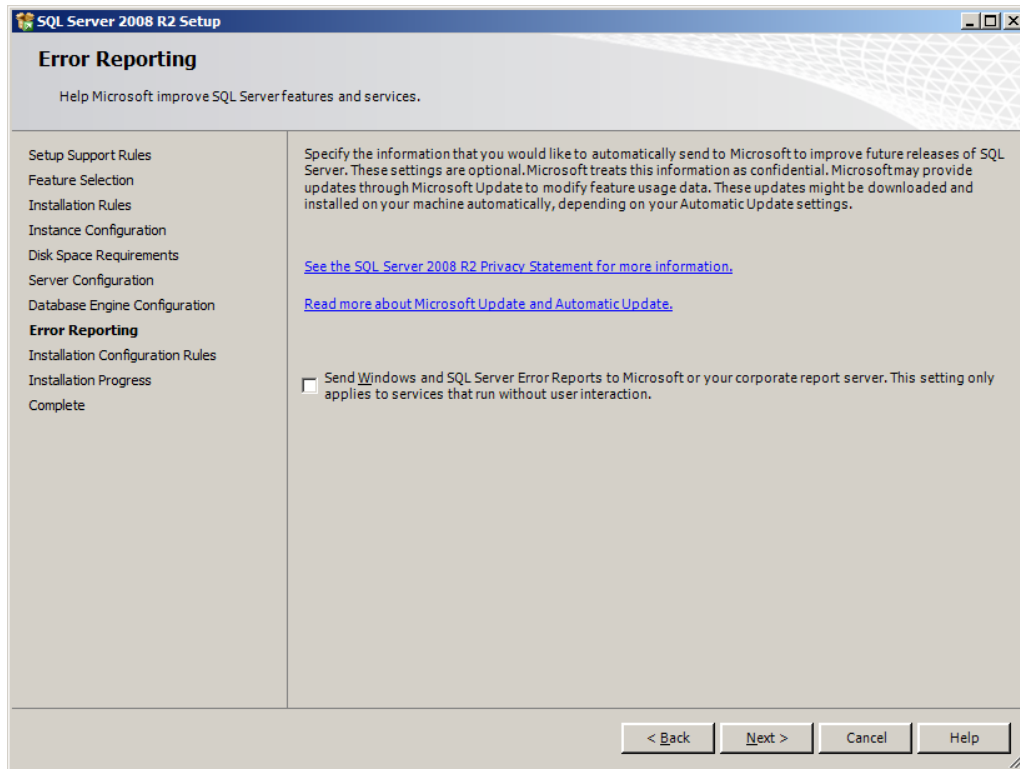 SQL Server 2008 R2 Setup
Error Reporting
Help Microsoft improve SQL Server features and services.
Setup Support Rules
Feature Selection
Installation Rules
Instance Configuration
Disk Space Requirements
Server Configuration
Database Engine Configuration
Error Reporting
Installation Configuration Rules
Installation Progress
Complete
Specify the information that you would like to automatically send to Microsoft to improve future releases of SQL
Server. These settings are optional. Microsoft treats this information as confidential. Microsoft may provide
updates through Microsoft Update to modify feature usage data. These updates might be downloaded and
installed on your machine automatically, depending on your Automatic Update settings.
See the SQL Server 2008 R2 Privacy Statement for more information.
Read more about Microsoft Update and Automatic Update.
Send Windows and SQL Server Error Reports to Microsoft or your corporate report server. This setting only
applies to services that run without user interaction.
< Back Next > Cancel Help